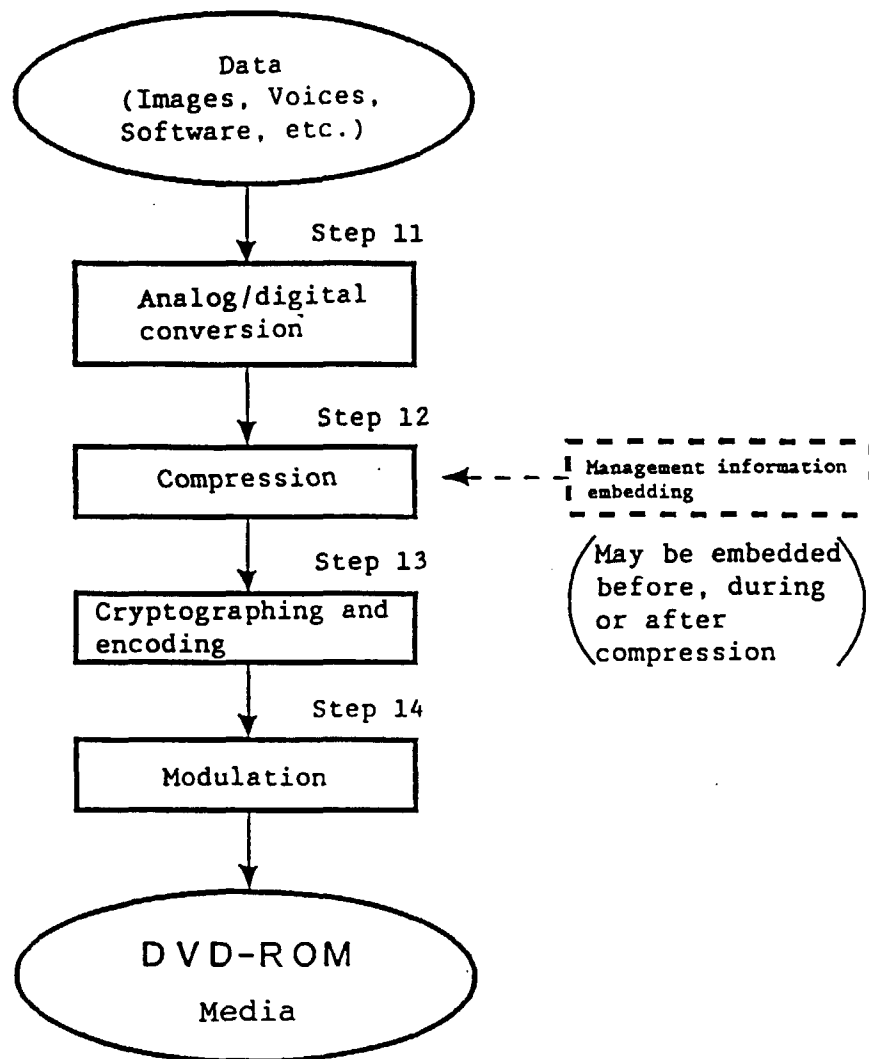 Data
(Images, Voices,
Software, etc.)
Step 11
Analog/digital
conversion
Step 12
Compression
Management information
embedding
(May be embedded
before, during
or after
compression)
Step 13
Cryptographing and
encoding
Step 14
Modulation
DVD-ROM
Media